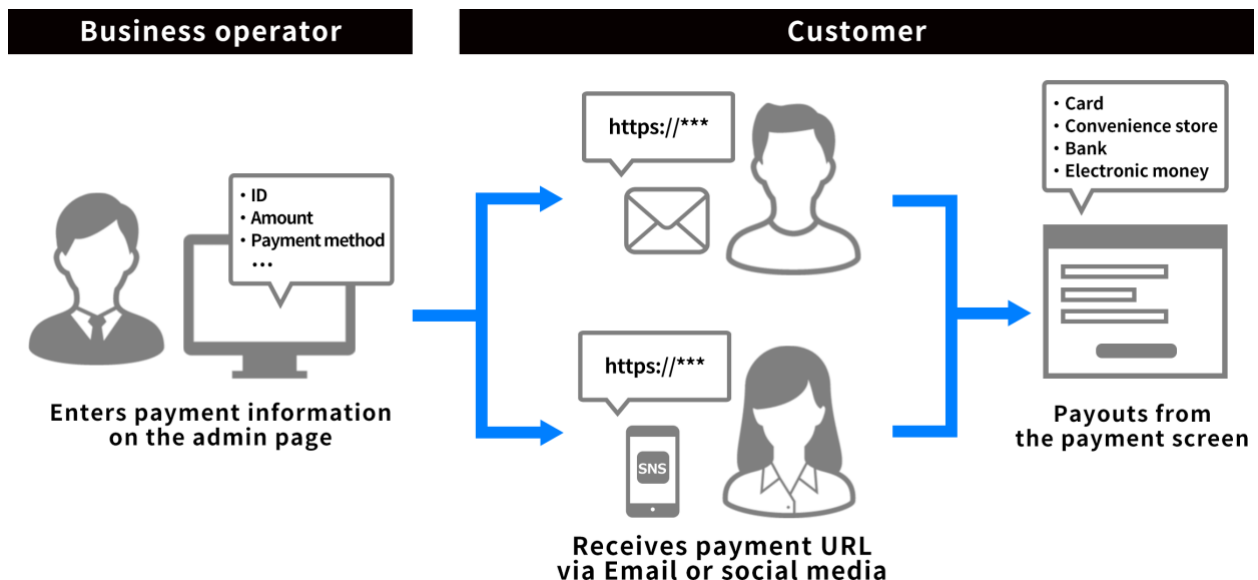 Business operator
Customer
・ID
・Amount
・Payment method
…
Enters payment information
on the admin page
https://***
https://***
SNS
Receives payment URL
via Email or social media
・Card
・Convenience store
・Bank
・Electronic money
Payouts from
the payment screen